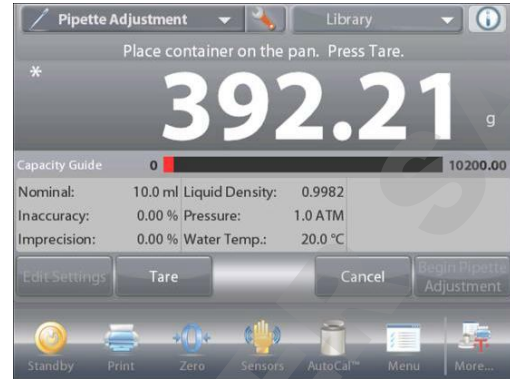 Pipette Adjustment Library
Place container on the pan. Press Tare.
* 392.21 g
Capacity Guide 0 10200.00
Nominal: 10.0 ml Liquid Density: 0.9982
Inaccuracy: 0.00 % Pressure: 1.0 ATM
Imprecision: 0.00 % Water Temp.: 20.0 °C
Edit Settings Tare Cancel Begin Pipette
Adjustment
Standby Print Zero Sensors AutoCal™ Menu More...